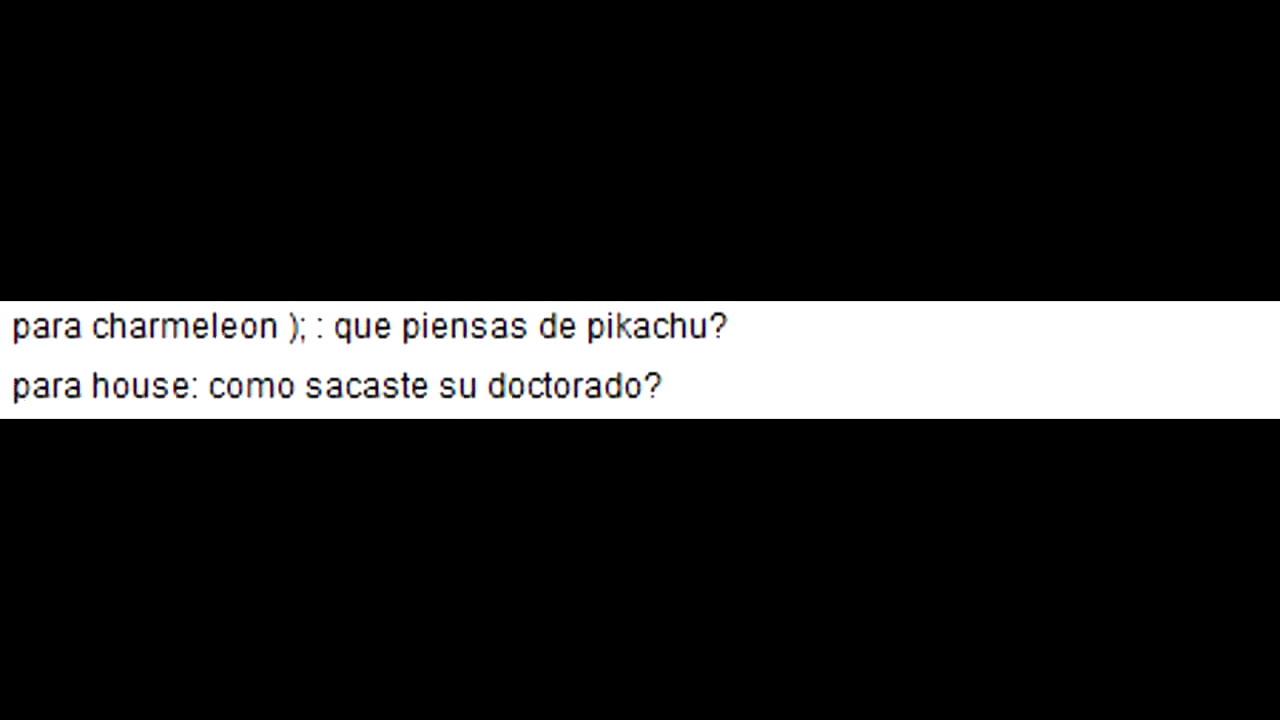 para charmeleon ); : que piensas de pikachu?
para house: como sacaste su doctorado?